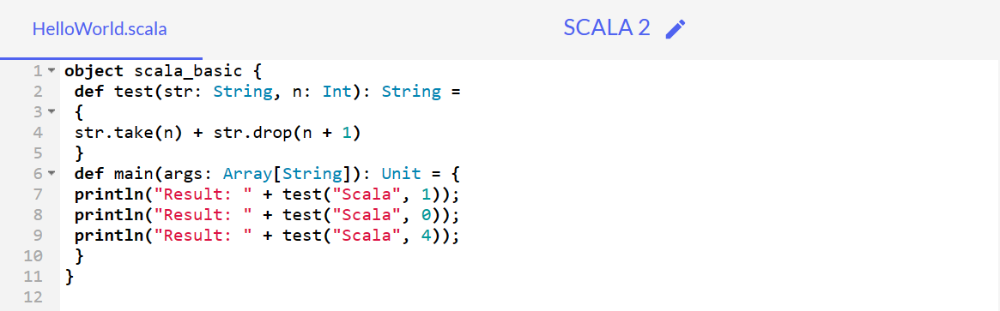 HelloWorld.scala SCALA 2
1 object scala_basic {
2 def test(str: String, n: Int): String =
3 {
4 str.take(n) + str.drop(n + 1)
5 }
6 def main(args: Array[String]): Unit = {
7 println("Result: " + test("Scala", 1));
8 println("Result: " + test("Scala", 0));
9 println("Result: " + test("Scala", 4));
10 }
11 }
12